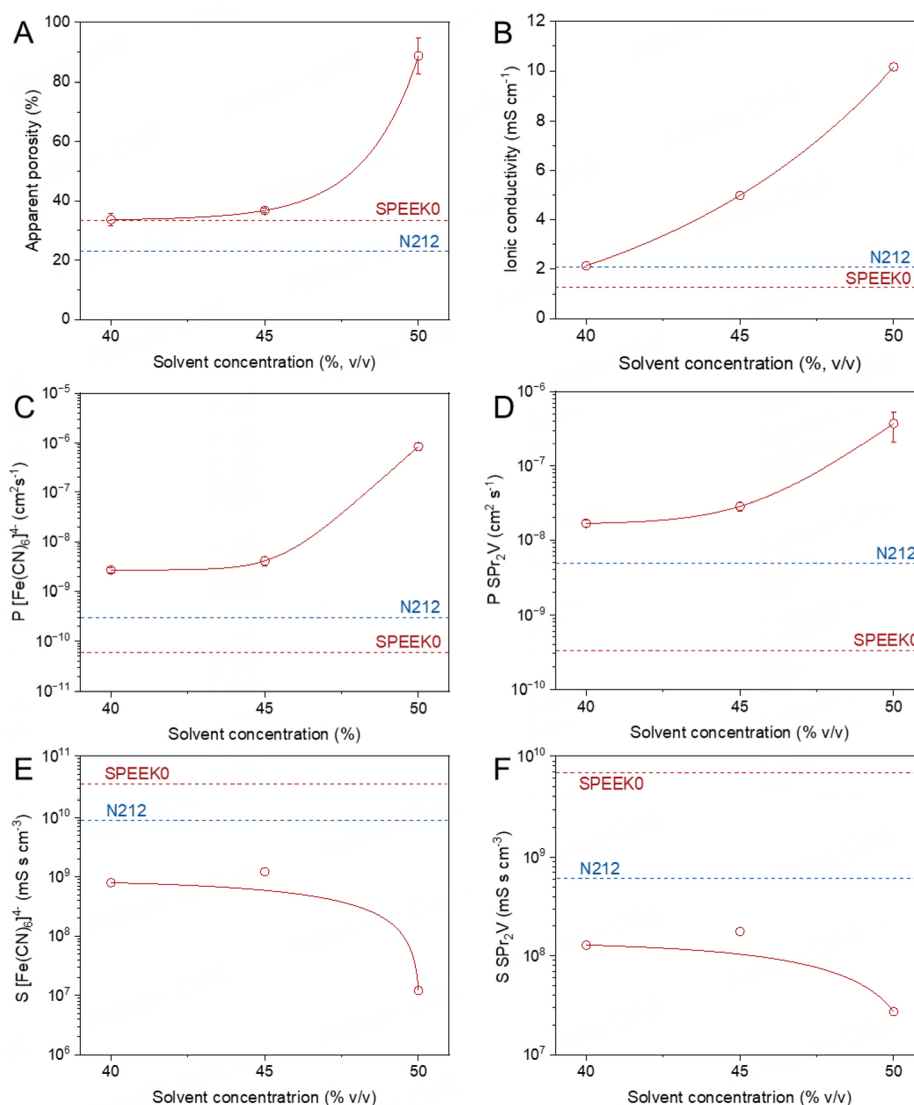 A
Apparent porosity (%)
100
80
60
40
20
0
SPEEK0
N212
40
45
50
Solvent concentration (%, v/v)
B
Ionic conductivity (mS cm⁻¹)
12
10
8
6
4
2
0
N212
SPEEK0
40
45
50
Solvent concentration (%, v/v)
C
P [Fe(CN)₆]⁴⁻ (cm²s⁻¹)
10⁻⁵
10⁻⁶
10⁻⁷
10⁻⁸
10⁻⁹
10⁻¹⁰
10⁻¹¹
N212
SPEEK0
40
45
50
Solvent concentration (%)
D
P SPr₂V (cm² s⁻¹)
10⁻⁶
10⁻⁷
10⁻⁸
10⁻⁹
10⁻¹⁰
N212
SPEEK0
40
45
50
Solvent concentration (% v/v)
E
S [Fe(CN)₆]⁴⁻ (mS s cm⁻³)
10¹¹
10¹⁰
10⁹
10⁸
10⁷
10⁶
SPEEK0
N212
40
45
50
Solvent concentratrion (% v/v)
F
S SPr₂V (mS s cm⁻³)
10¹⁰
10⁹
10⁸
10⁷
SPEEK0
N212
40
45
50
Solvent concentratrion (% v/v)